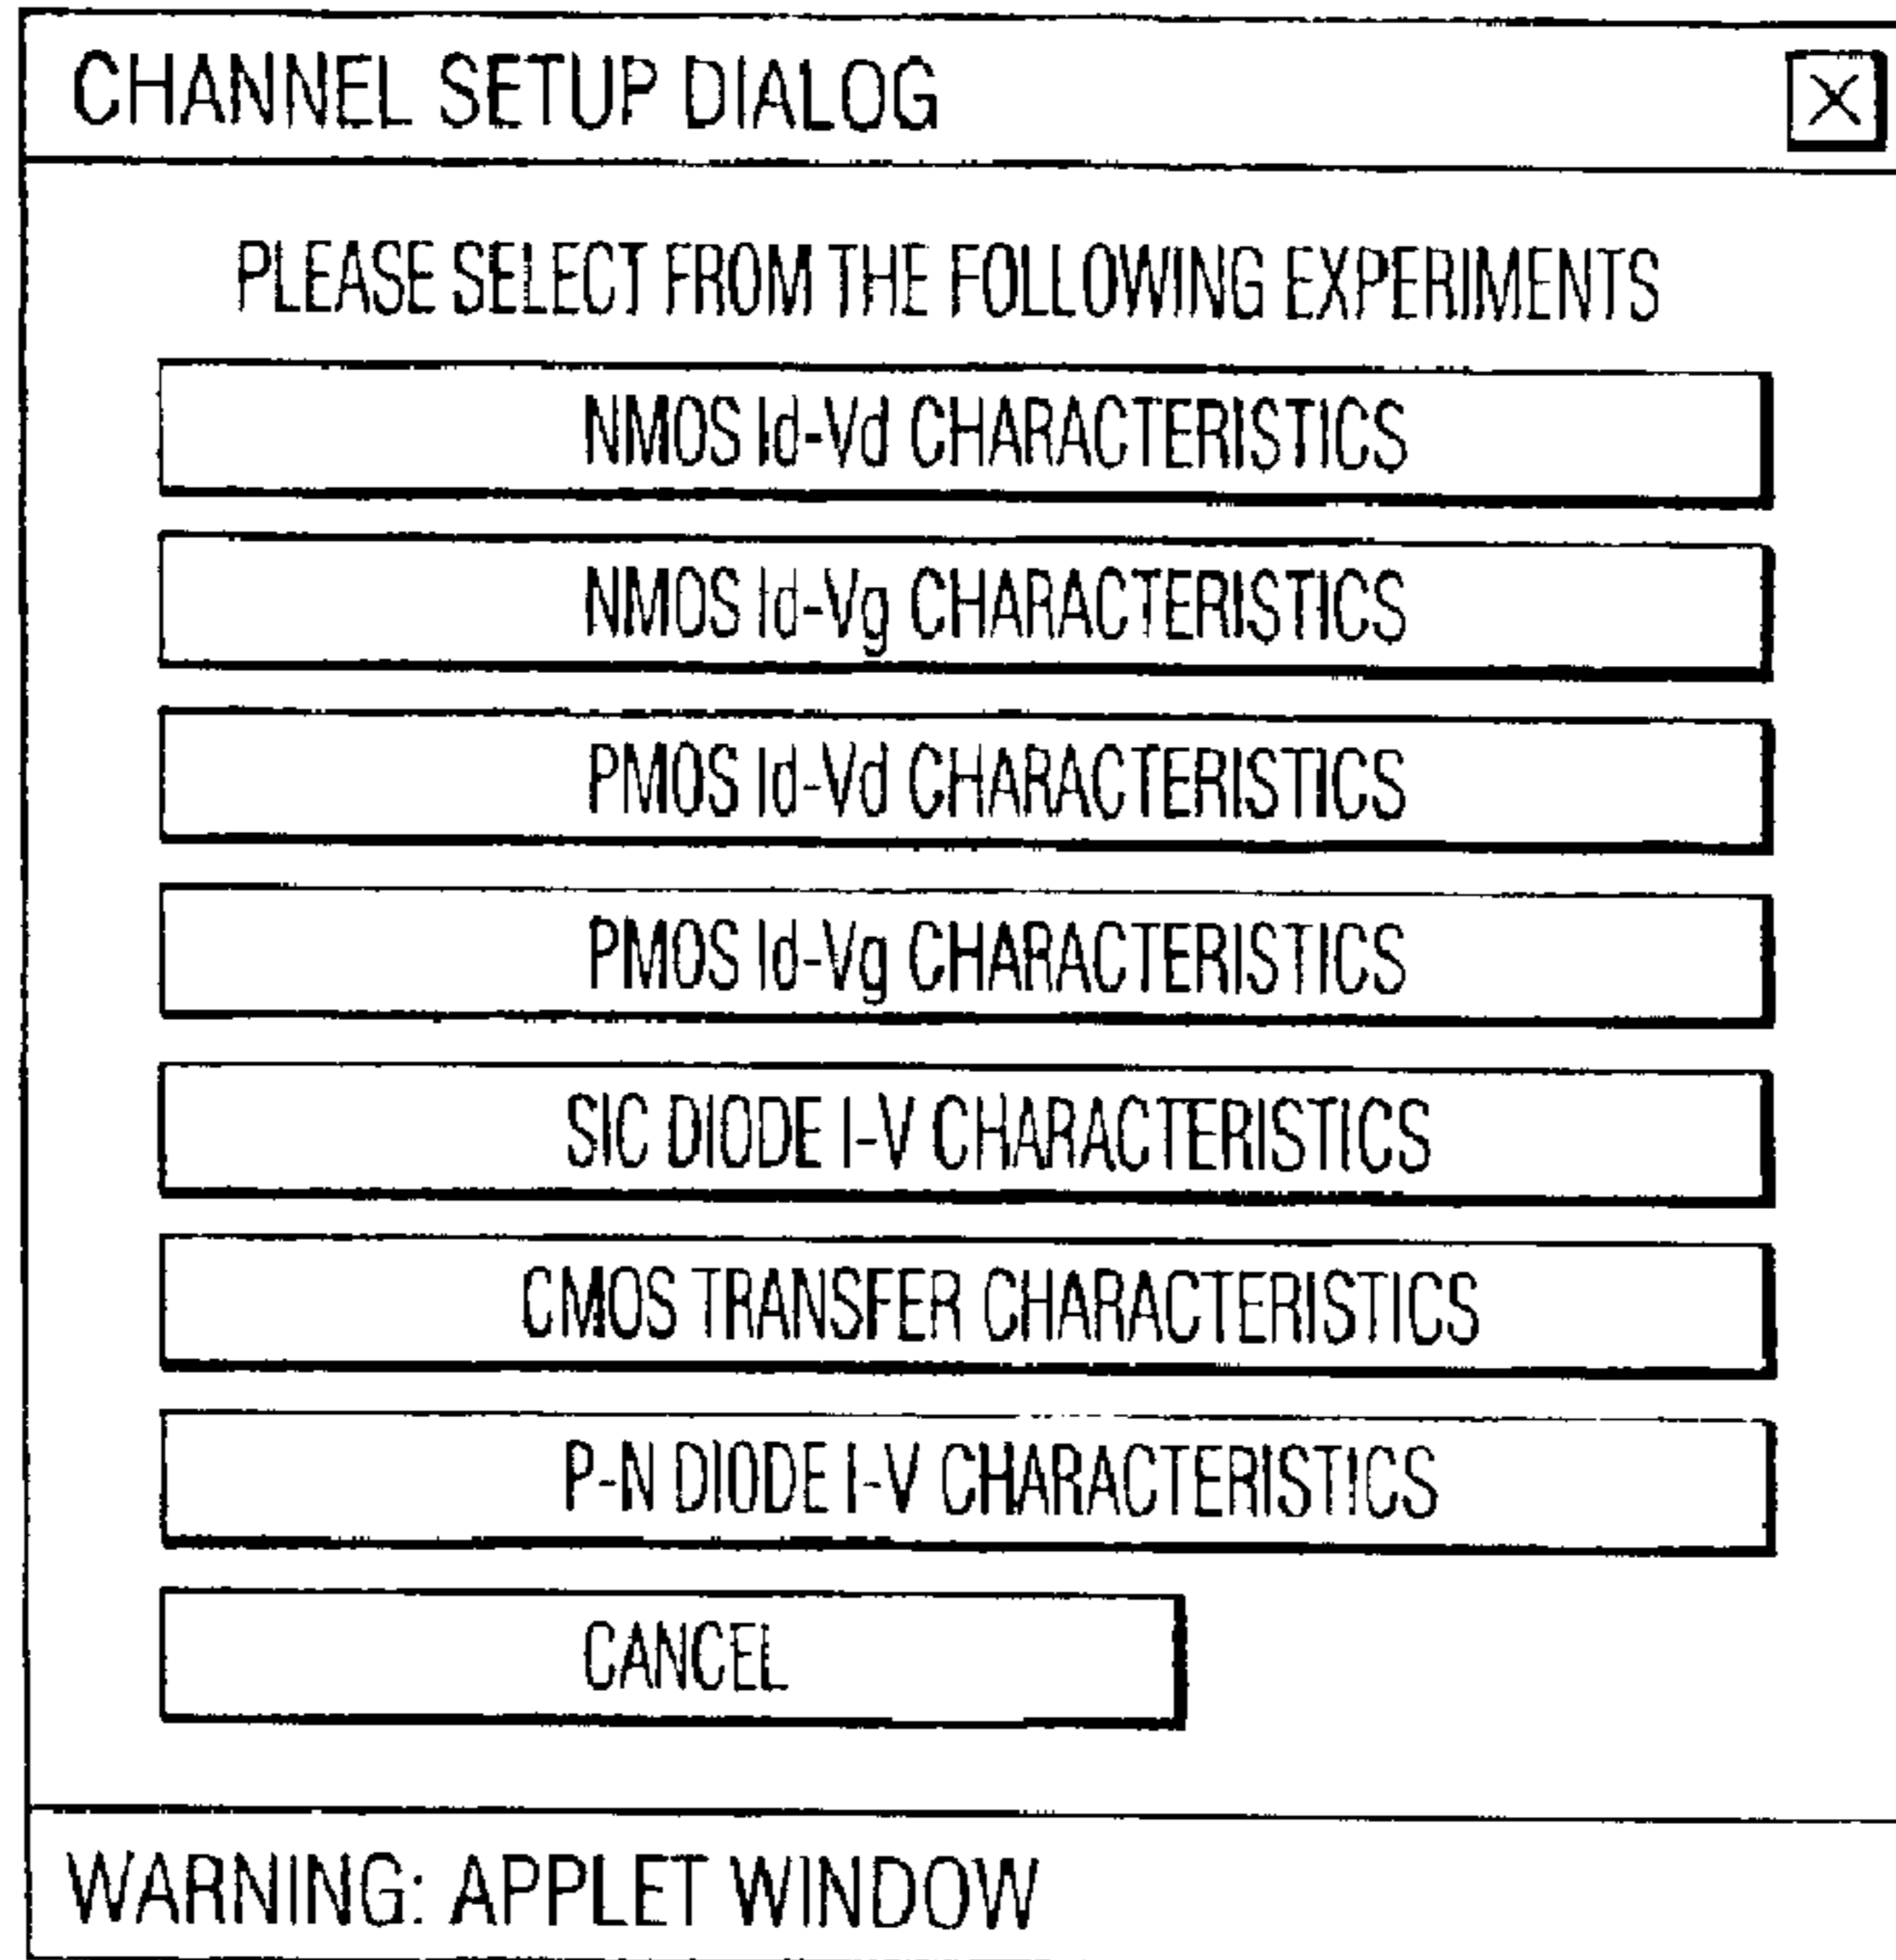 CHANNEL SETUP DIALOG
PLEASE SELECT FROM THE FOLLOWING EXPERIMENTS
NMOS Id-Vd CHARACTERISTICS
NMOS Id-Vg CHARACTERISTICS
PMOS Id-Vd CHARACTERISTICS
PMOS Id-Vg CHARACTERISTICS
SIC DIODE I-V CHARACTERISTICS
CMOS TRANSFER CHARACTERISTICS
P-N DIODE I-V CHARACTERISTICS
CANCEL
WARNING: APPLET WINDOW